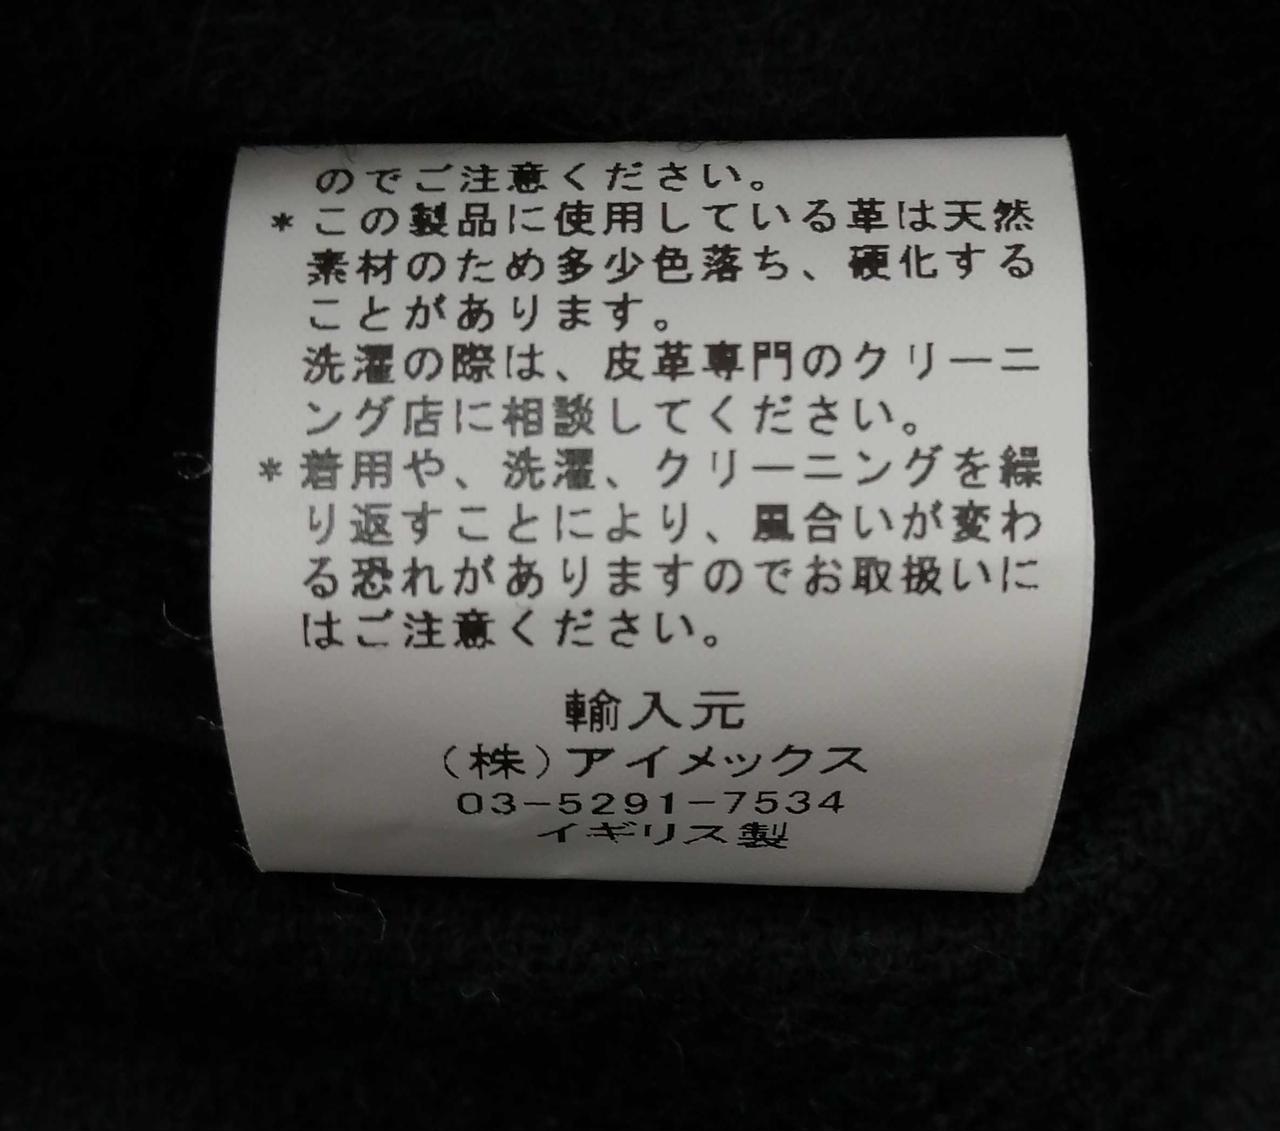 のでご注意ください。
*この製品に使用している革は天然
素材のため多少色落ち、硬化する
ことがあります。
洗濯の際は、皮革専門のクリーニ
ング店に相談してください。
*着用や、洗濯、クリーニングを繰
り返すことにより、風合いが変わ
る恐れがありますのでお取扱いに
はご注意ください。
輸入元
(株)アイメックス
03-5291-7534
イギリス製